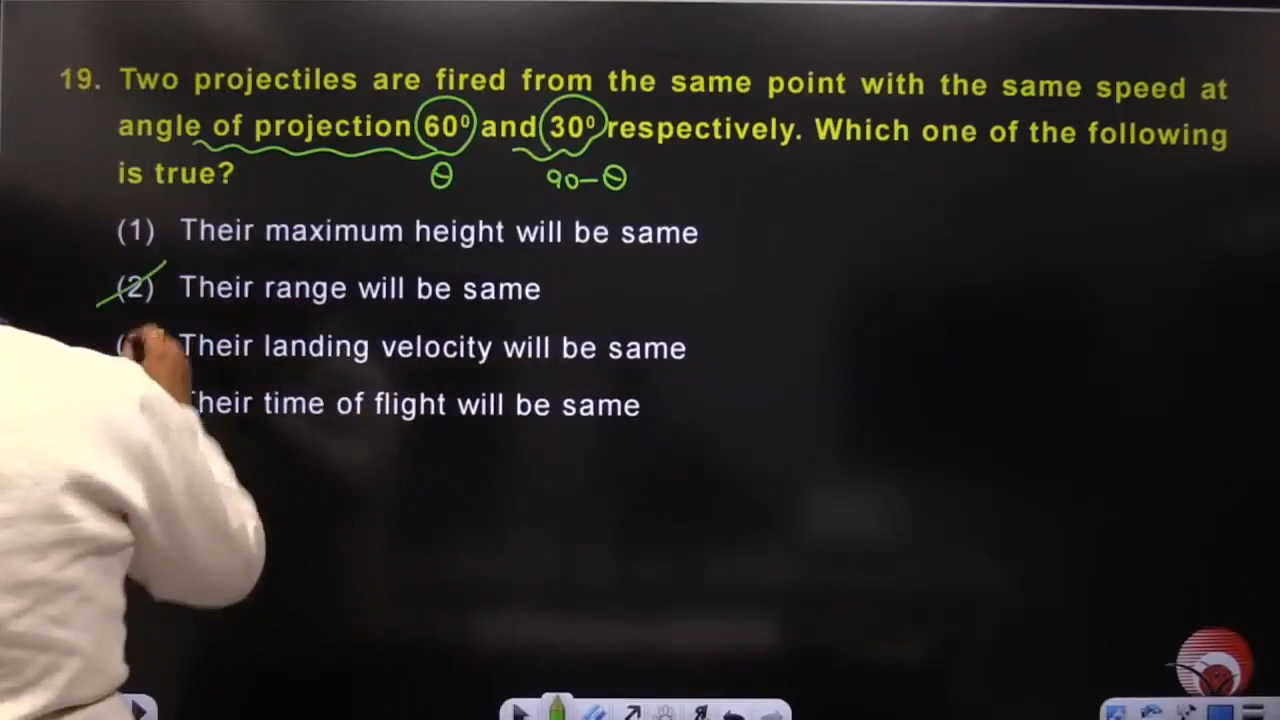 19. Two projectiles are fired from the same point with the same speed at
angle of projection 60⁰ and 30⁰ respectively. Which one of the following
is true?
θ 90-θ
(1) Their maximum height will be same
(2) Their range will be same
Their landing velocity will be same
heir time of flight will be same